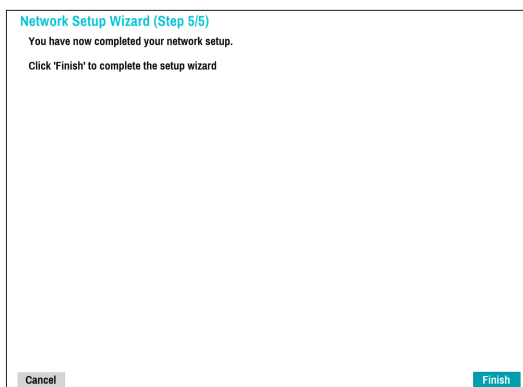 Network Setup Wizard (Step 5/5)
You have now completed your network setup.
Click 'Finish' to complete the setup wizard
Cancel
Finish